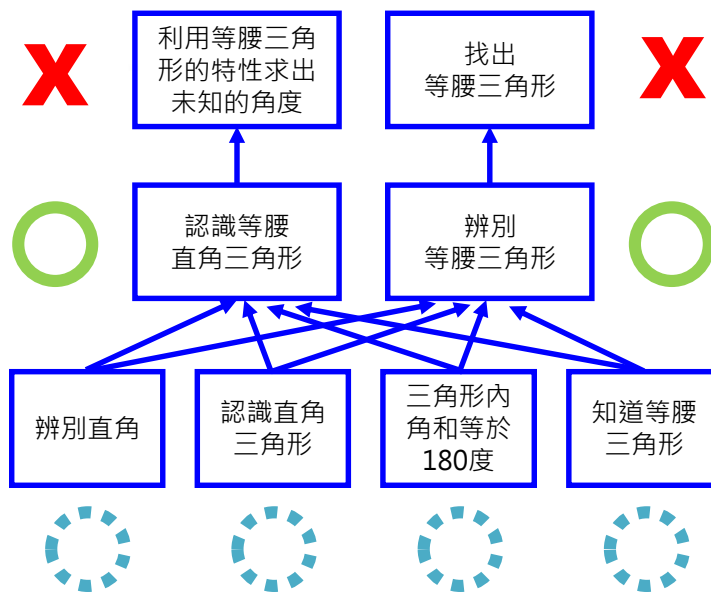 利用等腰三角
形的特性求出
未知的角度
找出
等腰三角形
認識等腰
直角三角形
辨別
等腰三角形
辨別直角
認識直角
三角形
三角形內
角和等於
180度
知道等腰
三角形